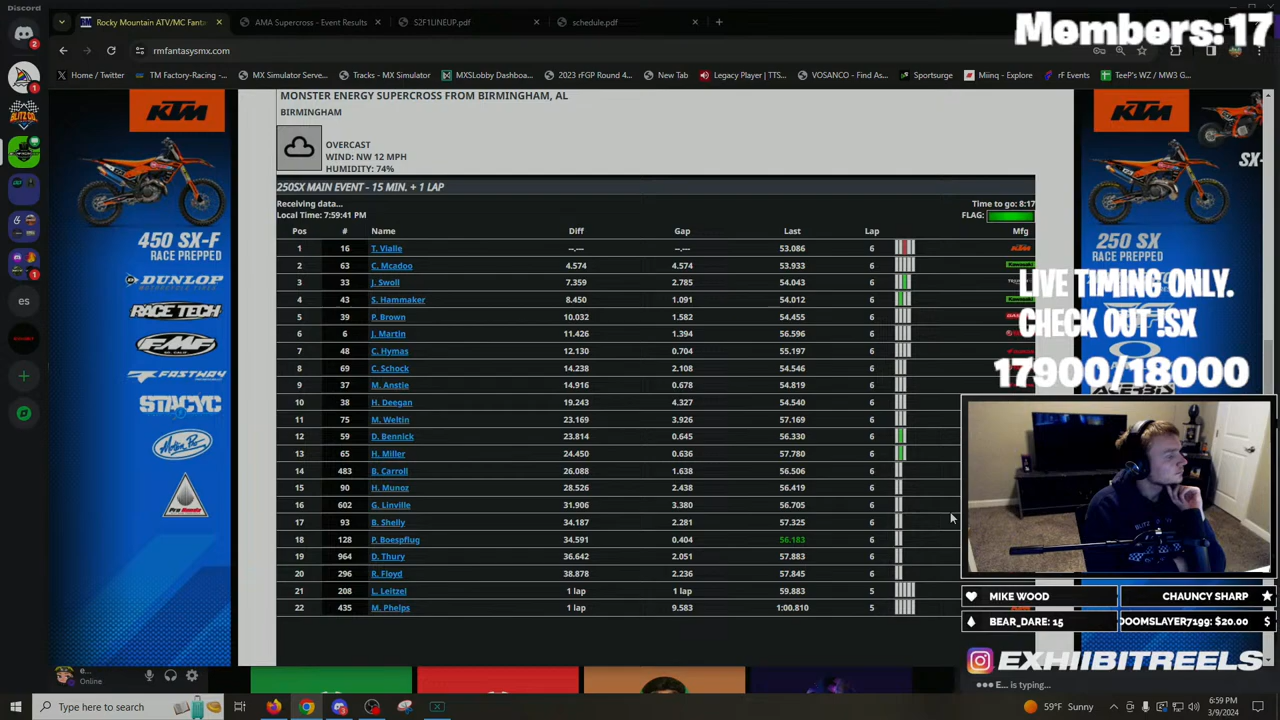 Discord
Rocky Mountain ATV/MC Fant
AMA Supercross - Event Results
S2F1LINEUP.pdf
schedule.pdf
Members:17
rmfantasysmx.com
Home / Twitter
TM Factory-Racing -...
MX Simulator Serve...
Tracks - MX Simulator
MXSLobby Dashboa...
2023 rFGP Round 4...
New Tab
Legacy Player | TTS...
VOSANCO - Find As...
Sportsurge
Miinq - Explore
rF Events
TeeP's WZ / MW3 G...
MONSTER ENERGY SUPERCROSS FROM BIRMINGHAM, AL
BIRMINGHAM
OVERCAST
WIND: NW 12 MPH
HUMIDITY: 74%
250SX MAIN EVENT - 15 MIN. + 1 LAP
Receiving data... Time to go: 8:17
Local Time: 7:59:41 PM FLAG:
Pos # Name Diff Gap Last Lap Mfg
1 16 T. Vialle --.--- --.--- 53.086 6
2 63 C. Mcadoo 4.574 4.574 53.933 6
3 33 J. Swoll 7.359 2.785 54.043 6
4 43 S. Hammaker 8.450 1.091 54.012 6
5 39 P. Brown 10.032 1.582 54.455 6
6 6 J. Martin 11.426 1.394 56.596 6
7 48 C. Hymas 12.130 0.704 55.197 6
8 69 C. Schock 14.238 2.108 54.546 6
9 37 M. Anstie 14.916 0.678 54.819 6
10 38 H. Deegan 19.243 4.327 54.540 6
11 75 M. Weltin 23.169 3.926 57.169 6
12 59 D. Bennick 23.814 0.645 56.330 6
13 65 H. Miller 24.450 0.636 57.780 6
14 483 B. Carroll 26.088 1.638 56.506 6
15 90 H. Munoz 28.526 2.438 56.419 6
16 602 G. Linville 31.906 3.380 56.705 6
17 93 B. Shelly 34.187 2.281 57.325 6
18 128 P. Boespflug 34.591 0.404 56.183 6
19 964 D. Thury 36.642 2.051 57.883 6
20 296 R. Floyd 38.878 2.236 57.845 6
21 208 L. Leitzel 1 lap 1 lap 59.883 5
22 435 M. Phelps 1 lap 9.583 1:00.810 5
KTM
450 SX-F
RACE PREPPED
DUNLOP
RACE TECH
FMF
FASTWAY
STACYC
Motion Pro
Pro Honda
KTM
SX-
250 SX
RACE PREPPED
LIVE TIMING ONLY.
CHECK OUT !SX
17900/18000
ACERBIS
MIKE WOOD
CHAUNCY SHARP
BEAR_DARE: 15
DOOMSLAYER7199: $20.00 $
EXHIIBITREELS
E... is typing...
es
e...
Online
Type here to search
59°F Sunny
6:59 PM
3/9/2024